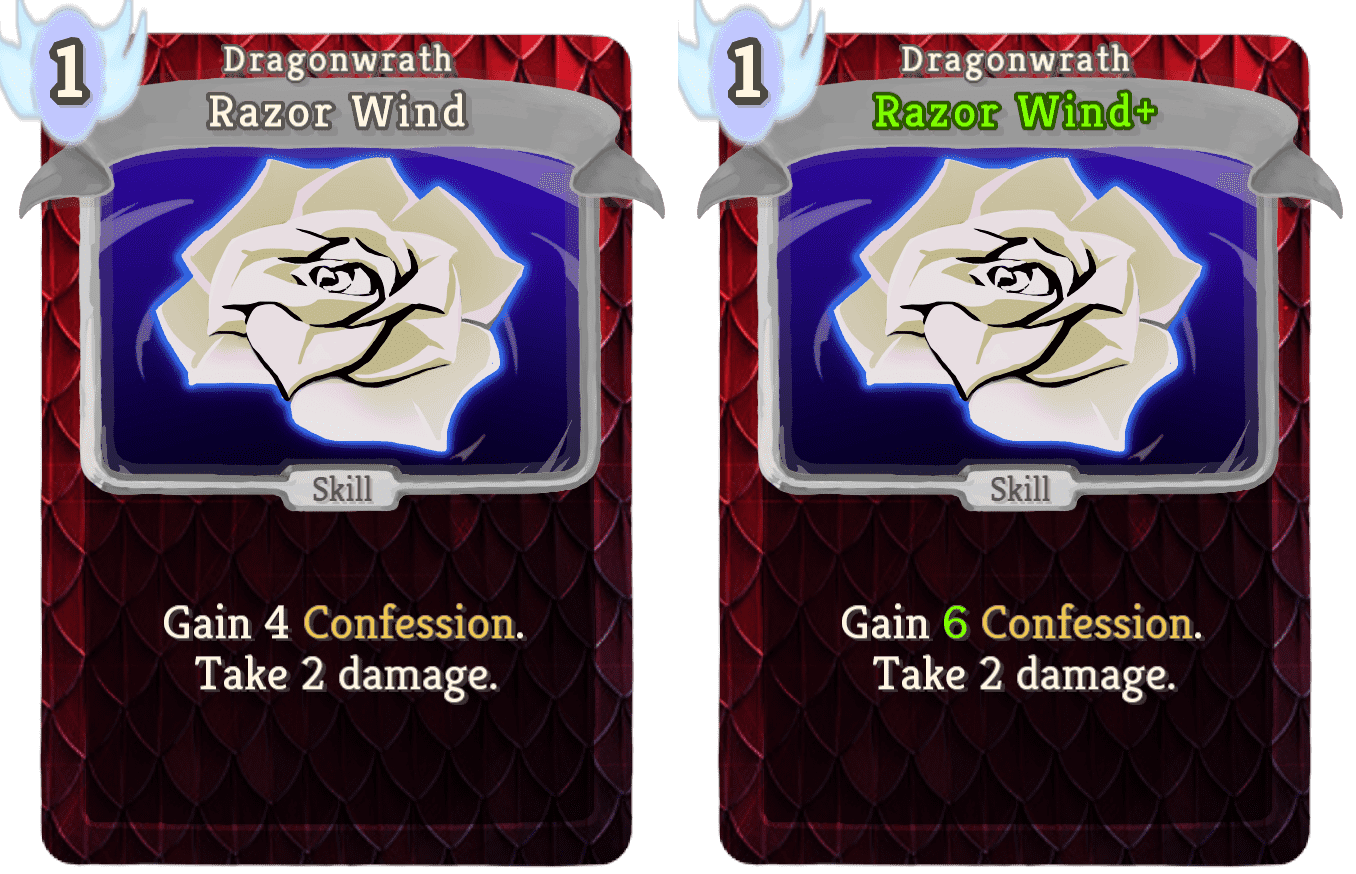 1
Dragonwrath
Razor Wind
Skill
Gain 4 Confession.
Take 2 damage.
1
Dragonwrath
Razor Wind+
Skill
Gain 6 Confession.
Take 2 damage.